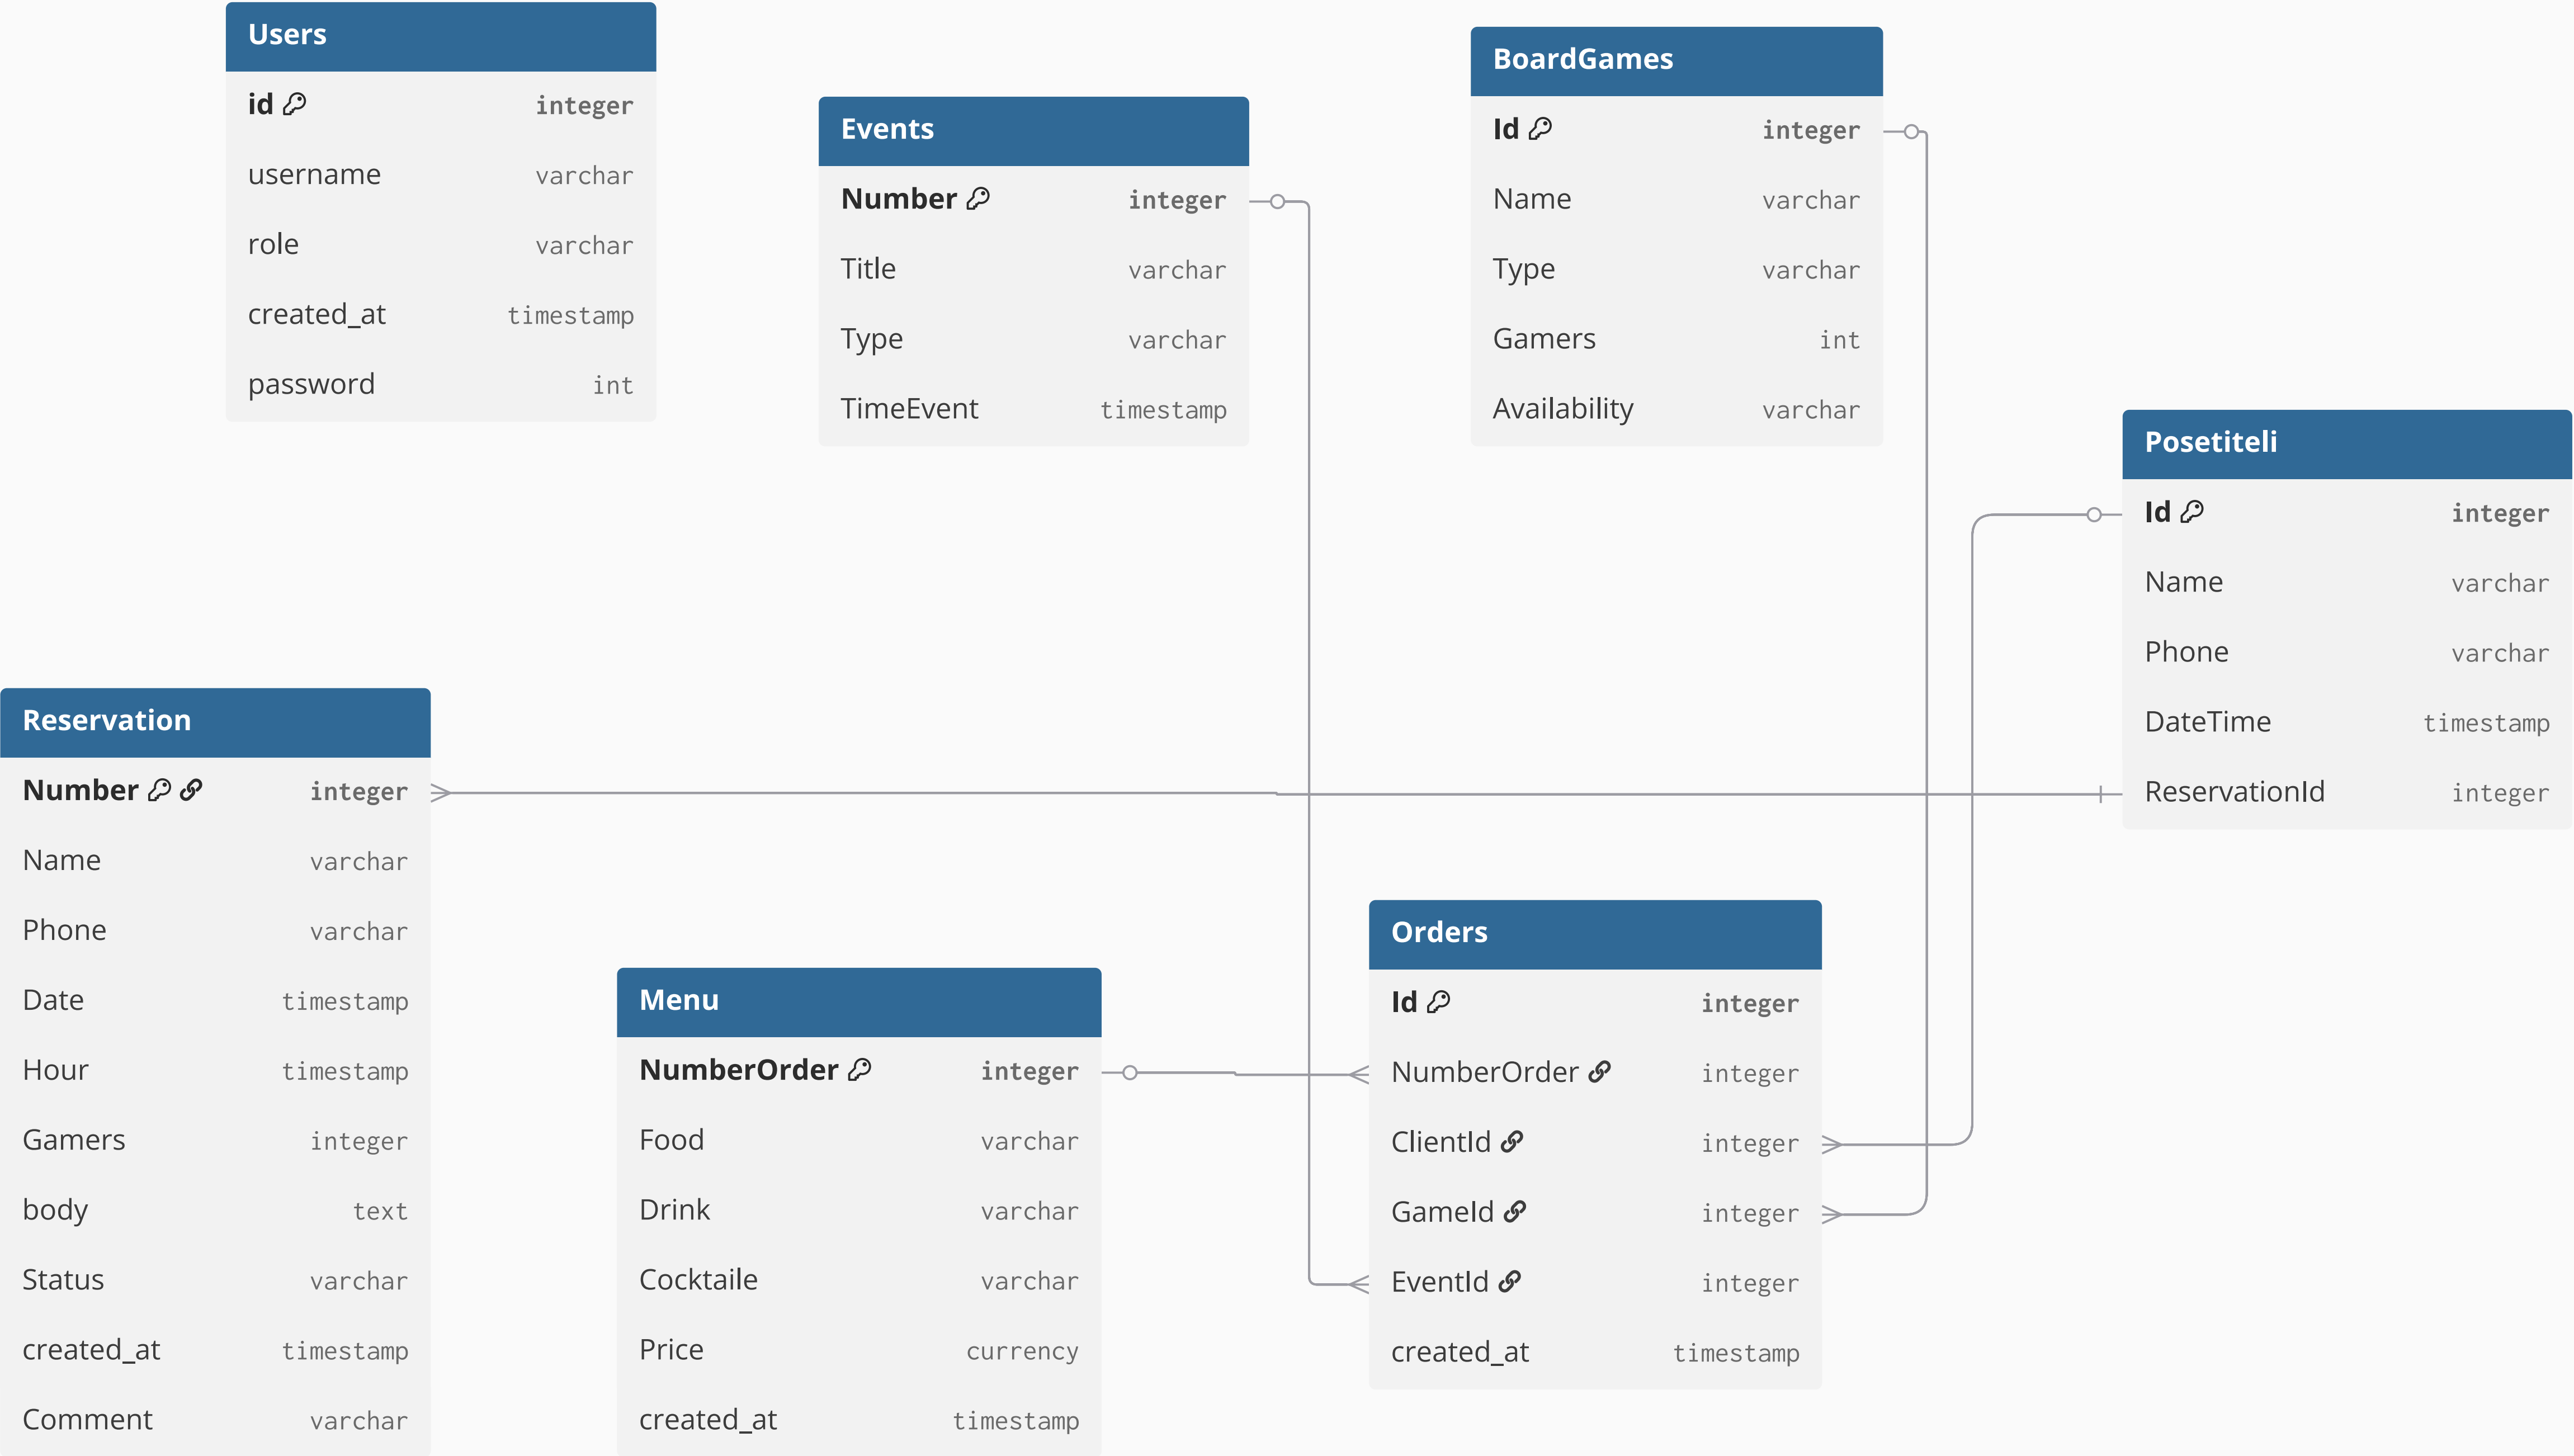 Users
id integer
username varchar
role varchar
created_at timestamp
password int
Events
Number integer
Title varchar
Type varchar
TimeEvent timestamp
BoardGames
Id integer
Name varchar
Type varchar
Gamers int
Availability varchar
Posetiteli
Id integer
Name varchar
Phone varchar
DateTime timestamp
ReservationId integer
Reservation
Number integer
Name varchar
Phone varchar
Date timestamp
Hour timestamp
Gamers integer
body text
Status varchar
created_at timestamp
Comment varchar
Menu
NumberOrder integer
Food varchar
Drink varchar
Cocktaile varchar
Price currency
created_at timestamp
Orders
Id integer
NumberOrder integer
ClientId integer
GameId integer
EventId integer
created_at timestamp